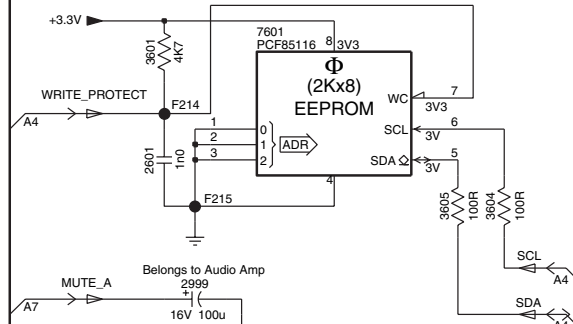 +3.3V
3601
4K7
7601
PCF85116
8
3V3
Φ
(2Kx8)
EEPROM
WC
7
3V3
WRITE_PROTECT
A4
F214
1
2
3
0
1
2
ADR
SCL
6
3V
SDA
5
3V
2601
1n0
4
F215
3605
100R
3604
100R
SCL
A4
SDA
A4
MUTE_A
A7
Belongs to Audio Amp
2999
+
16V
100u